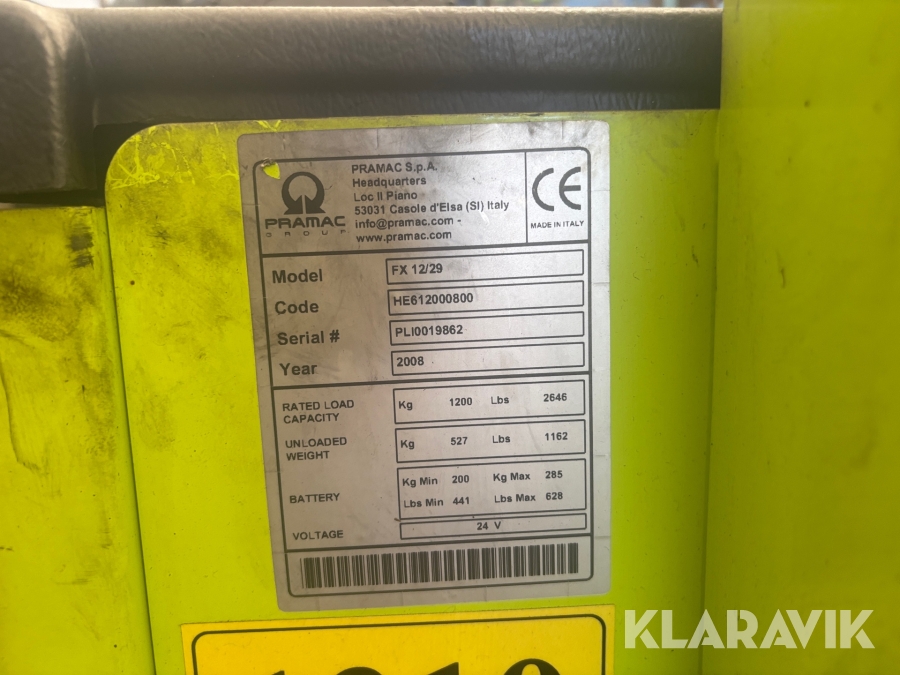 PRAMAC
GROUP
PRAMAC S.p.A.
Headquarters
Loc Il Piano
53031 Casole d'Elsa (SI) Italy
info@pramac.com -
www.pramac.com
CE
MADE IN ITALY
Model FX 12/29
Code HE612000800
Serial # PLI0019862
Year 2008
RATED LOAD CAPACITY Kg 1200 Lbs 2646
UNLOADED WEIGHT Kg 527 Lbs 1162
BATTERY Kg Min 200 Kg Max 285
Lbs Min 441 Lbs Max 628
VOLTAGE 24 V
KLARAVIK